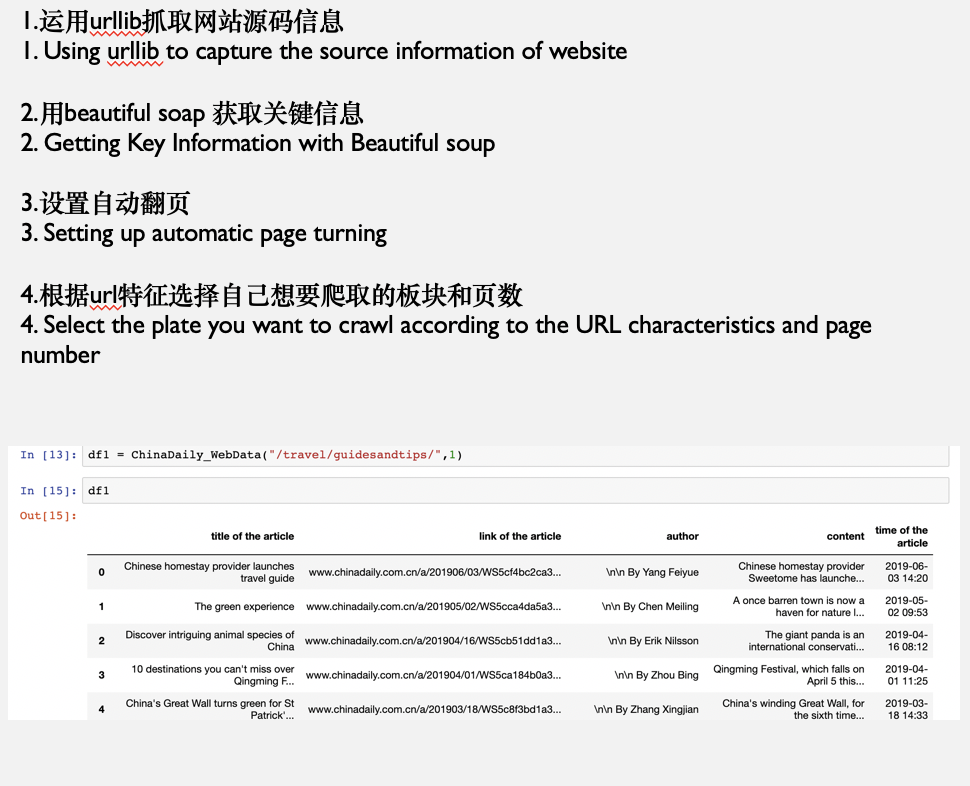 1.运用urllib抓取网站源码信息
1. Using urllib to capture the source information of website
2.用beautiful soap 获取关键信息
2. Getting Key Information with Beautiful soup
3.设置自动翻页
3. Setting up automatic page turning
4.根据url特征选择自己想要爬取的板块和页数
4. Select the plate you want to crawl according to the URL characteristics and page
number
In [13]: df1 = ChinaDaily_WebData("/travel/guidesandtips/",1)
In [15]: df1
Out[15]:
title of the article link of the article author content time of the
article
0 Chinese homestay provider launches
travel guide www.chinadaily.com.cn/a/201906/03/WS5cf4bc2ca3... \n\n By Yang Feiyue Chinese homestay provider
Sweetome has launche... 2019-06-
03 14:20
1 The green experience www.chinadaily.com.cn/a/201905/02/WS5cca4da5a3... \n\n By Chen Meiling A once barren town is now a
haven for nature l... 2019-05-
02 09:53
2 Discover intriguing animal species of
China www.chinadaily.com.cn/a/201904/16/WS5cb51dd1a3... \n\n By Erik Nilsson The giant panda is an
international conservati... 2019-04-
16 08:12
3 10 destinations you can't miss over
Qingming F... www.chinadaily.com.cn/a/201904/01/WS5ca184b0a3... \n\n By Zhou Bing Qingming Festival, which falls on
April 5 this... 2019-04-
01 11:25
4 China's Great Wall turns green for St
Patrick'... www.chinadaily.com.cn/a/201903/18/WS5c8f3bd1a3... \n\n By Zhang Xingjian China's winding Great Wall, for
the sixth time... 2019-03-
18 14:33